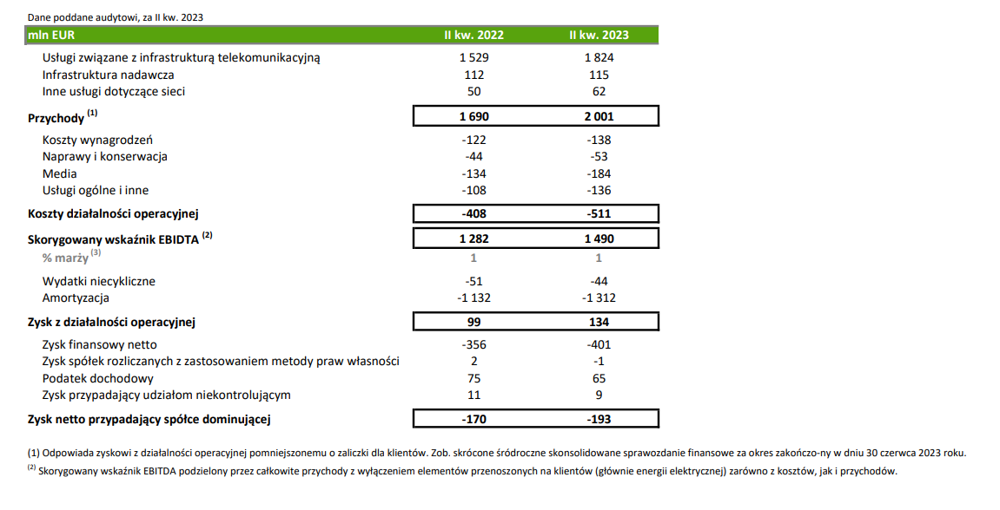 Dane poddane audytowi, za II kw. 2023
mln EUR II kw. 2022 II kw. 2023
Usługi związane z infrastrukturą telekomunikacyjną 1 529 1 824
Infrastruktura nadawcza 112 115
Inne usługi dotyczące sieci 50 62
Przychody (1) 1 690 2 001
Koszty wynagrodzeń -122 -138
Naprawy i konserwacja -44 -53
Media -134 -184
Usługi ogólne i inne -108 -136
Koszty działalności operacyjnej -408 -511
Skorygowany wskaźnik EBIDTA (2) 1 282 1 490
% marży (3) 1 1
Wydatki niecykliczne -51 -44
Amortyzacja -1 132 -1 312
Zysk z działalności operacyjnej 99 134
Zysk finansowy netto -356 -401
Zysk spółek rozliczanych z zastosowaniem metody praw własności 2 -1
Podatek dochodowy 75 65
Zysk przypadający udziałom niekontrolującym 11 9
Zysk netto przypadający spółce dominującej -170 -193
(1) Odpowiada zyskowi z działalności operacyjnej pomniejszonemu o zaliczki dla klientów. Zob. skrócone śródroczne skonsolidowane sprawozdanie finansowe za okres zakończo-ny w dniu 30 czerwca 2023 roku.
(2) Skorygowany wskaźnik EBITDA podzielony przez całkowite przychody z wyłączeniem elementów przenoszonych na klientów (głównie energii elektrycznej) zarówno z kosztów, jak i przychodów.